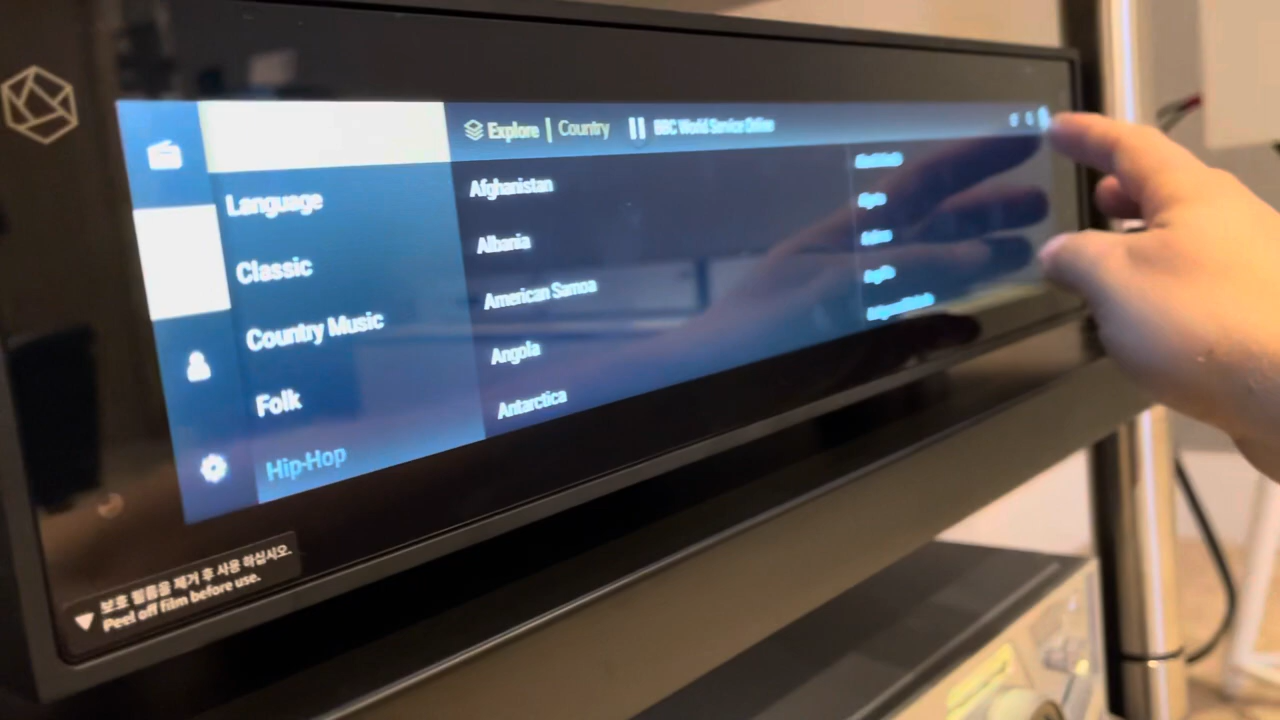 Explore | Country
BBC World Service Online
Language
Classic
Country Music
Folk
Hip-Hop
Afghanistan
Albania
American Samoa
Angola
Antarctica
보호 필름을 제거 후 사용 하십시오.
Peel off film before use.